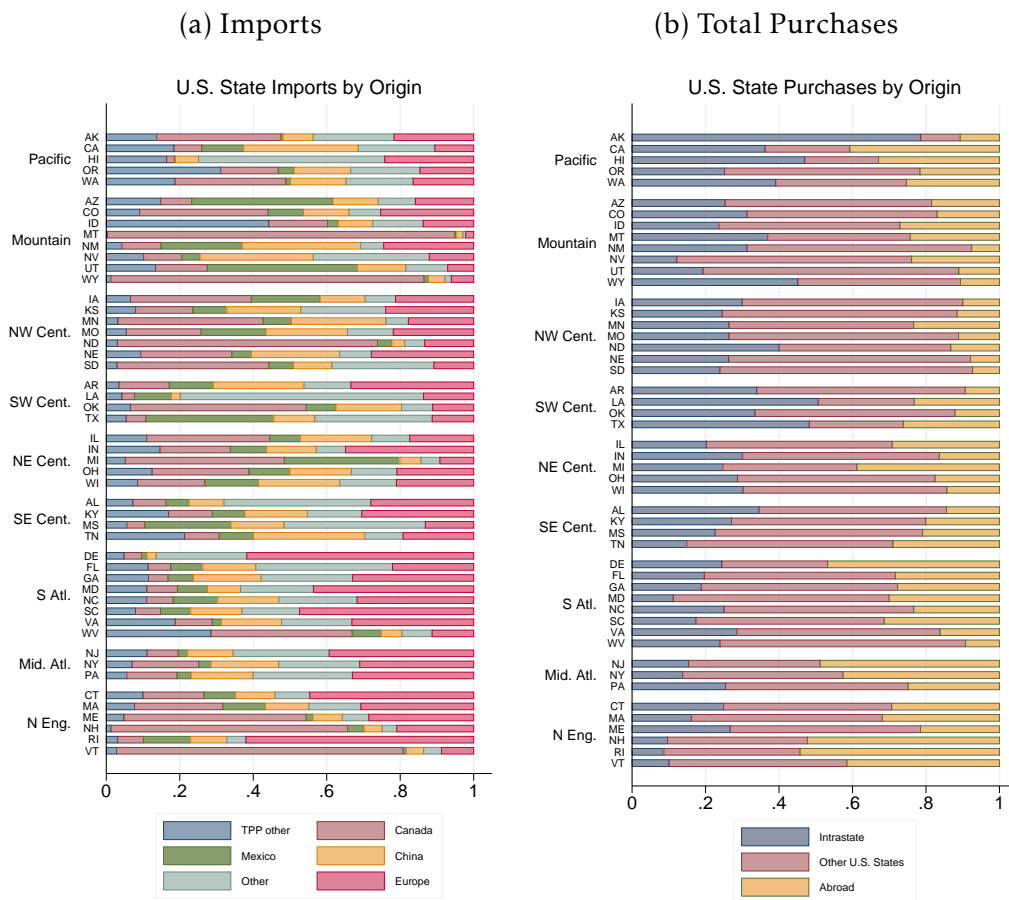 (a) Imports
U.S. State Imports by Origin
Pacific
AK
CA
HI
OR
WA
Mountain
AZ
CO
ID
MT
NM
NV
UT
WY
NW Cent.
IA
KS
MN
MO
ND
NE
SD
SW Cent.
AR
LA
OK
TX
NE Cent.
IL
IN
MI
OH
WI
SE Cent.
AL
KY
MS
TN
S Atl.
DE
FL
GA
MD
NC
SC
VA
WV
Mid. Atl.
NJ
NY
PA
N Eng.
CT
MA
ME
NH
RI
VT
0 .2 .4 .6 .8 1
TPP other Canada
Mexico China
Other Europe
(b) Total Purchases
U.S. State Purchases by Origin
Pacific
AK
CA
HI
OR
WA
Mountain
AZ
CO
ID
MT
NM
NV
UT
WY
NW Cent.
IA
KS
MN
MO
ND
NE
SD
SW Cent.
AR
LA
OK
TX
NE Cent.
IL
IN
MI
OH
WI
SE Cent.
AL
KY
MS
TN
S Atl.
DE
FL
GA
MD
NC
SC
VA
WV
Mid. Atl.
NJ
NY
PA
N Eng.
CT
MA
ME
NH
RI
VT
0 .2 .4 .6 .8 1
Intrastate
Other U.S. States
Abroad